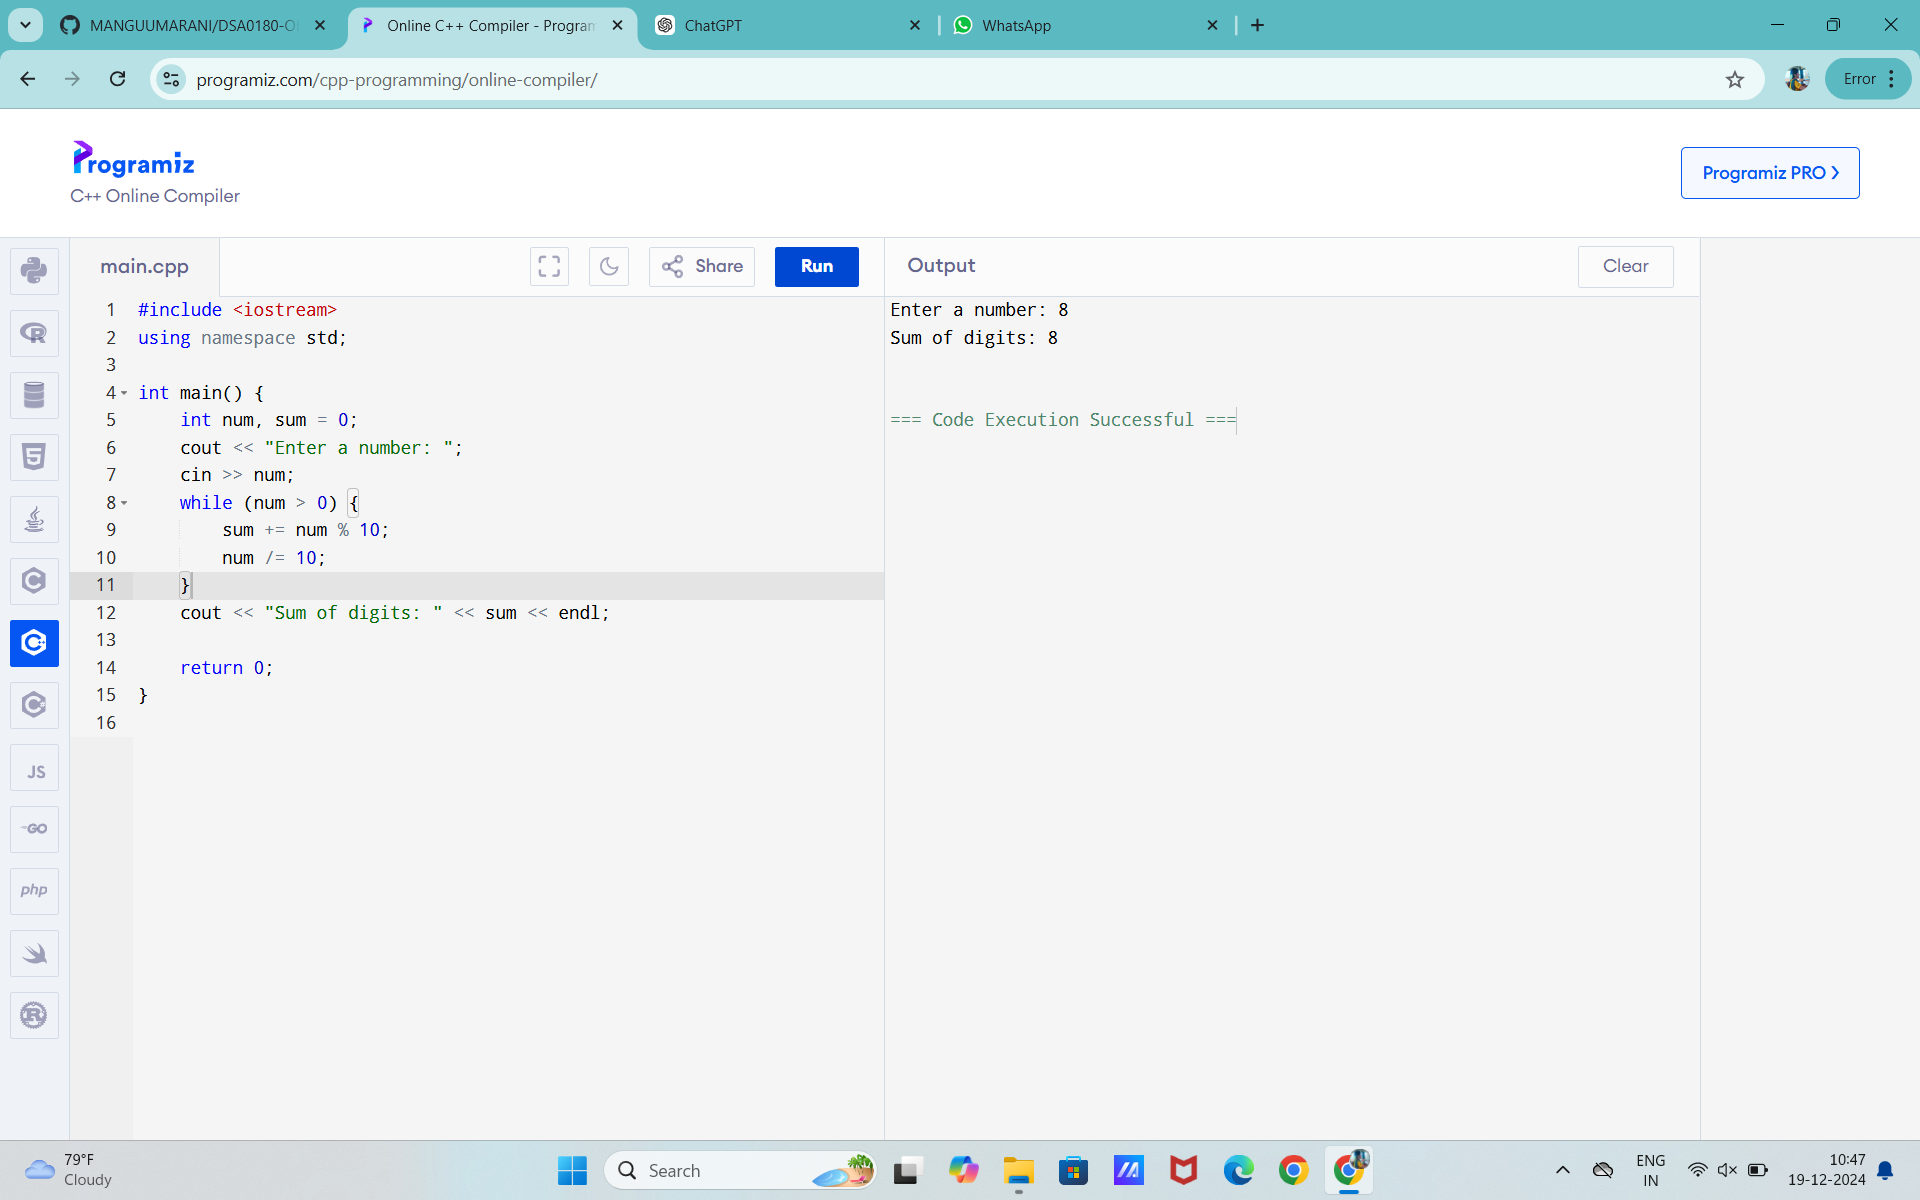 MANGUUMARANI/DSA0180-O
Online C++ Compiler - Program
ChatGPT
WhatsApp
programiz.com/cpp-programming/online-compiler/
Error
Programiz
C++ Online Compiler
Programiz PRO
main.cpp
Share
Run
Output
Clear
1 #include <iostream>
2 using namespace std;
3
4 int main() {
5 int num, sum = 0;
6 cout << "Enter a number: ";
7 cin >> num;
8 while (num > 0) {
9 sum += num % 10;
10 num /= 10;
11 }
12 cout << "Sum of digits: " << sum << endl;
13
14 return 0;
15 }
16
Enter a number: 8
Sum of digits: 8
=== Code Execution Successful ===
R
5
C
C++
C#
JS
GO
php
R
79°F
Cloudy
Search
ENG
IN
10:47
19-12-2024